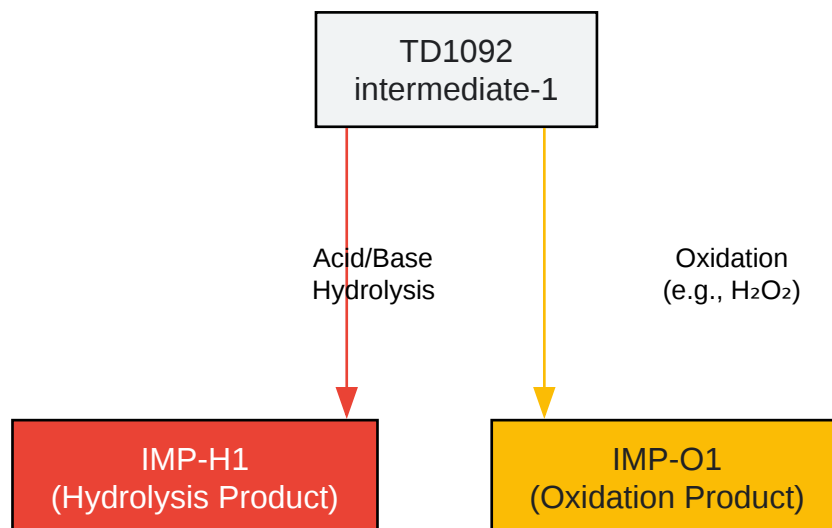 TD1092
intermediate-1
Acid/Base
Hydrolysis
Oxidation
(e.g., H₂O₂)
IMP-H1
(Hydrolysis Product)
IMP-O1
(Oxidation Product)